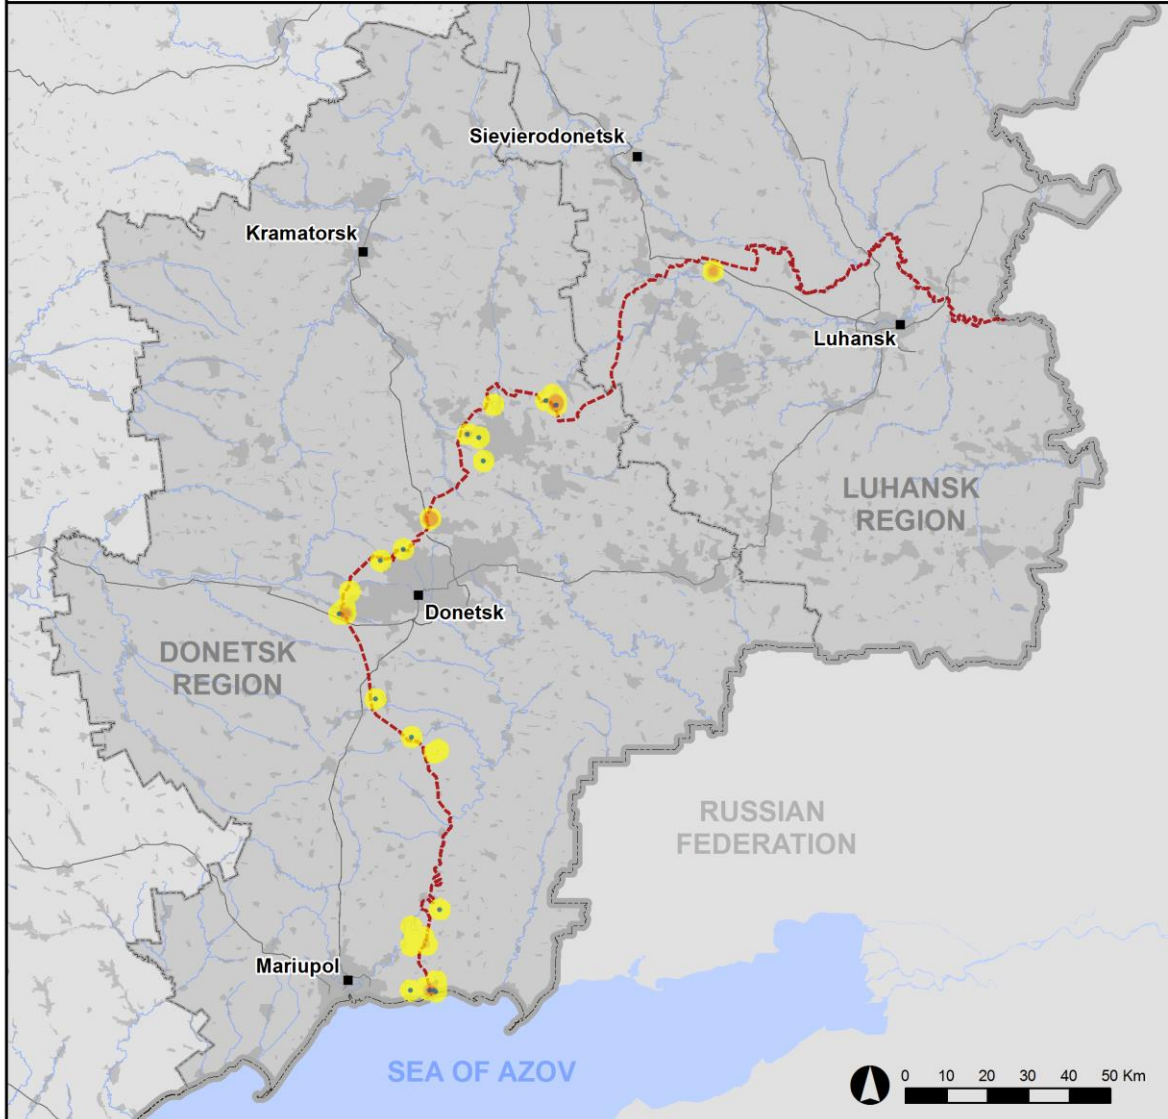 Sievierodonetsk
Kramatorsk
Luhansk
LUHANSK
REGION
Donetsk
DONETSK
REGION
RUSSIAN
FEDERATION
Mariupol
SEA OF AZOV
0 10 20 30 40 50 Km